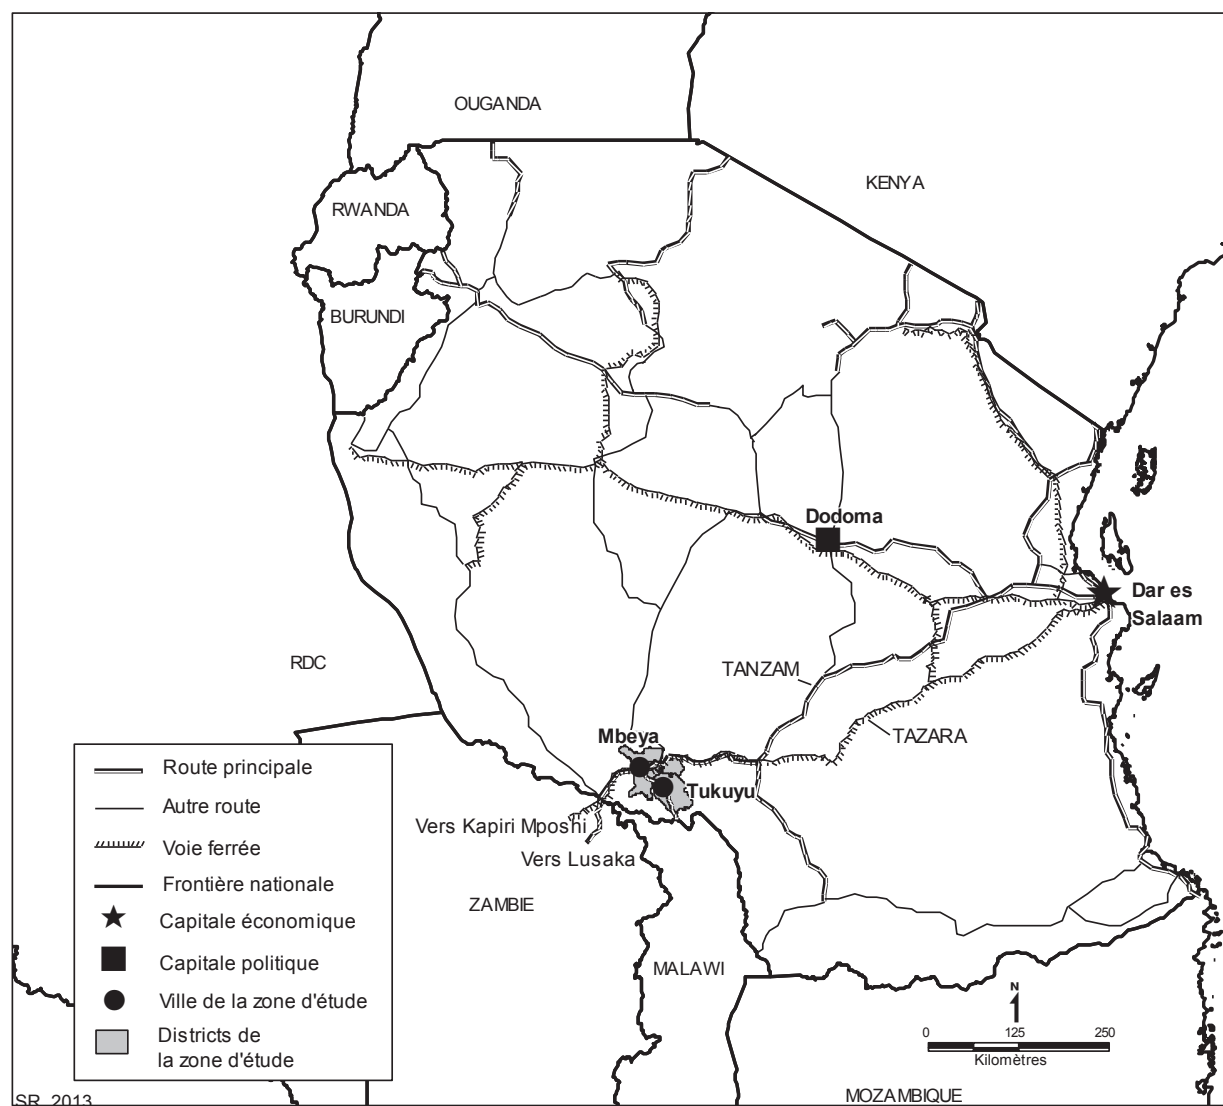 OUGANDA
KENYA
RWANDA
BURUNDI
Dodoma
Dar es
Salaam
RDC
TANZAM
TAZARA
Mbeya
Tukuyu
Vers Kapiri Mposhi
Vers Lusaka
ZAMBIE
MALAWI
MOZAMBIQUE
Route principale
Autre route
Voie ferrée
Frontière nationale
Capitale économique
Capitale politique
Ville de la zone d'étude
Districts de
la zone d'étude
N
0 125 250
Kilomètres
SR, 2013